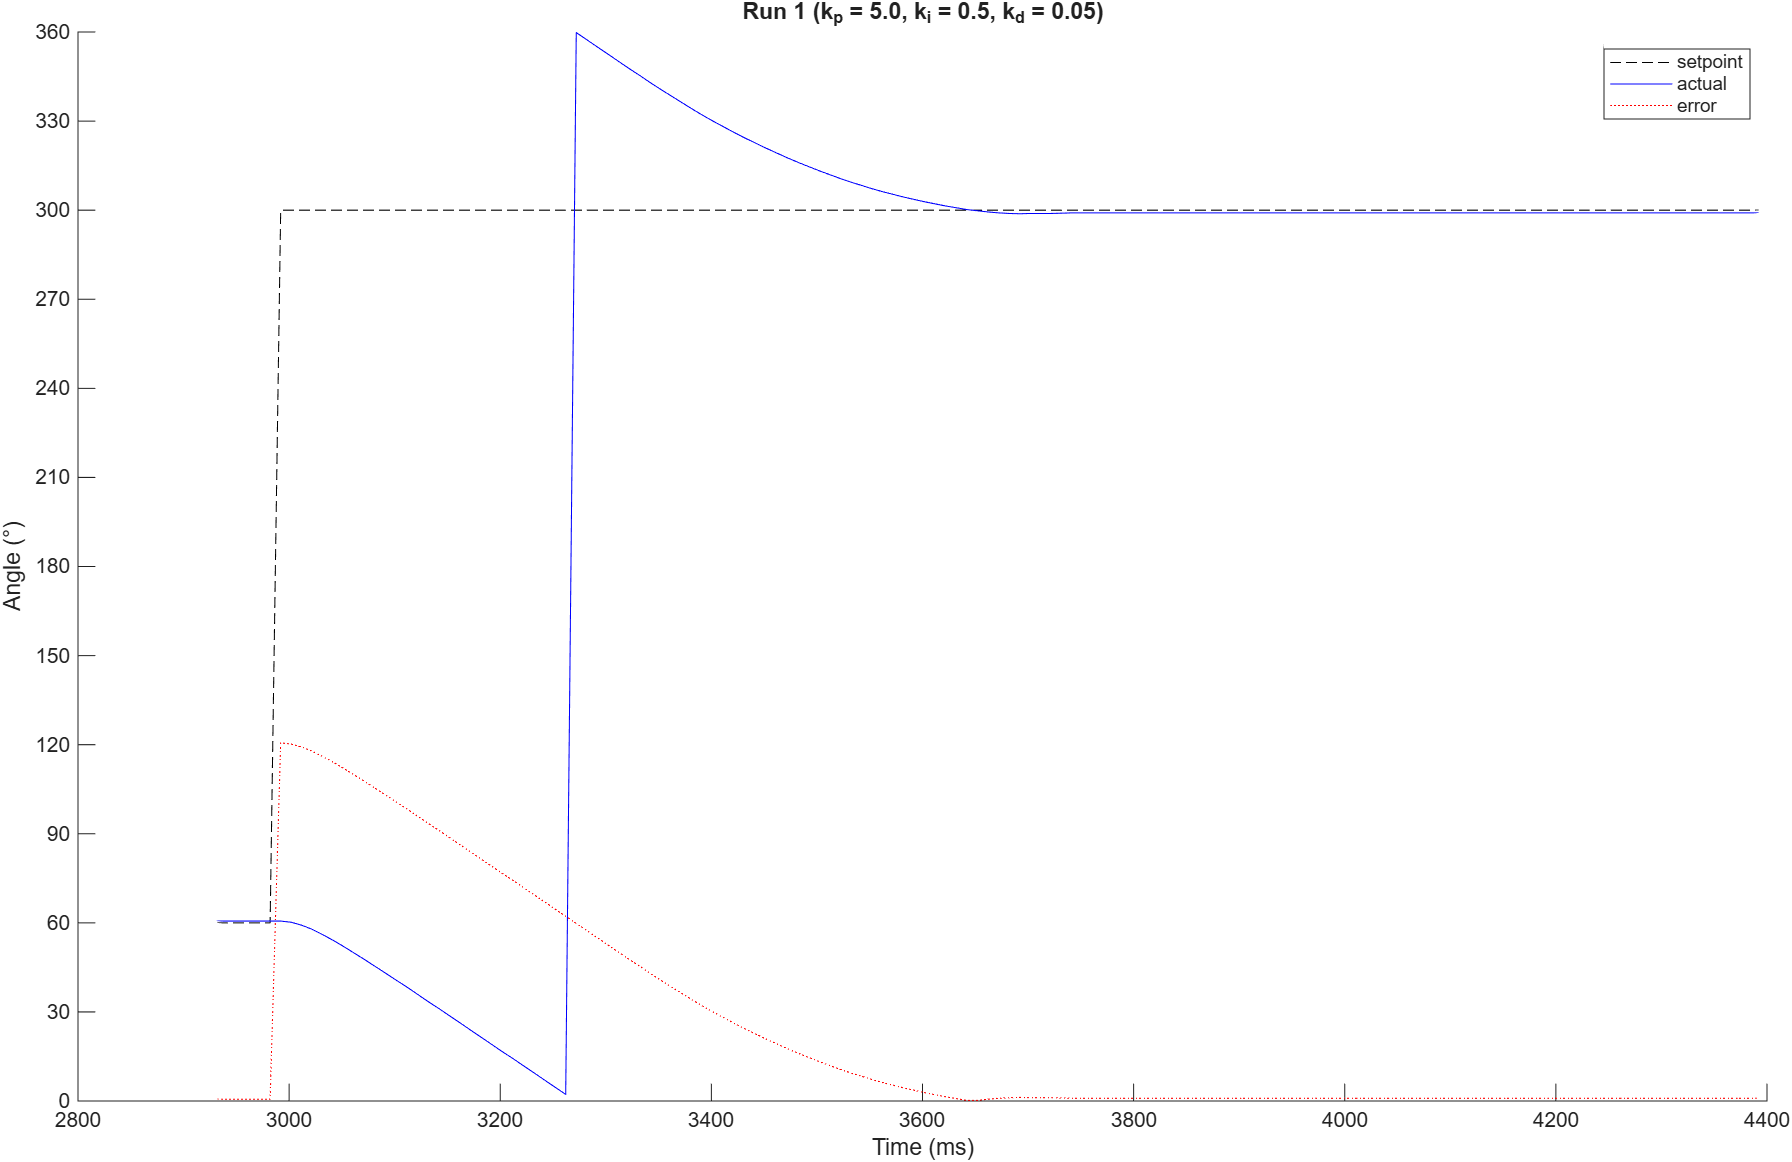 Run 1 (kp = 5.0, ki = 0.5, kd = 0.05)
setpoint
actual
error
360
330
300
270
240
210
180
150
120
90
60
30
0
Angle (°)
2800 3000 3200 3400 3600 3800 4000 4200 4400
Time (ms)